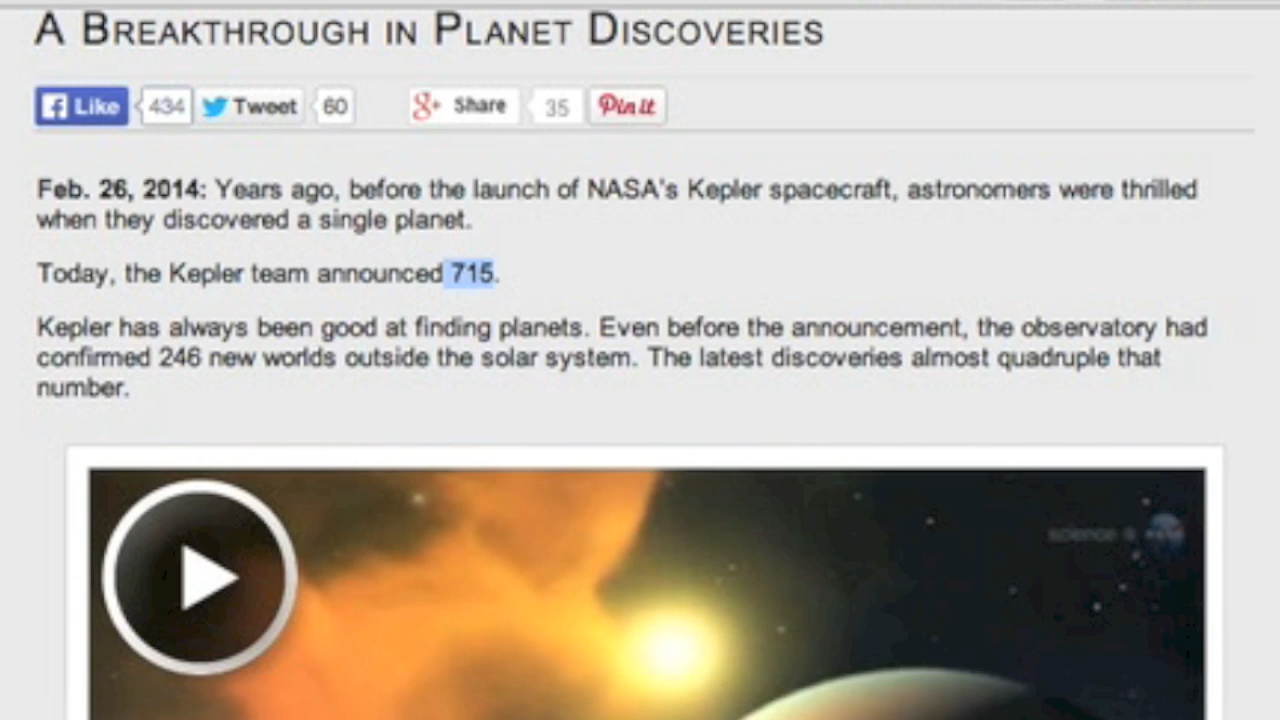 A Breakthrough in Planet Discoveries
Like 434 Tweet 60 Share 35 Pin it
Feb. 26, 2014: Years ago, before the launch of NASA's Kepler spacecraft, astronomers were thrilled
when they discovered a single planet.
Today, the Kepler team announced 715.
Kepler has always been good at finding planets. Even before the announcement, the observatory had
confirmed 246 new worlds outside the solar system. The latest discoveries almost quadruple that
number.
science @